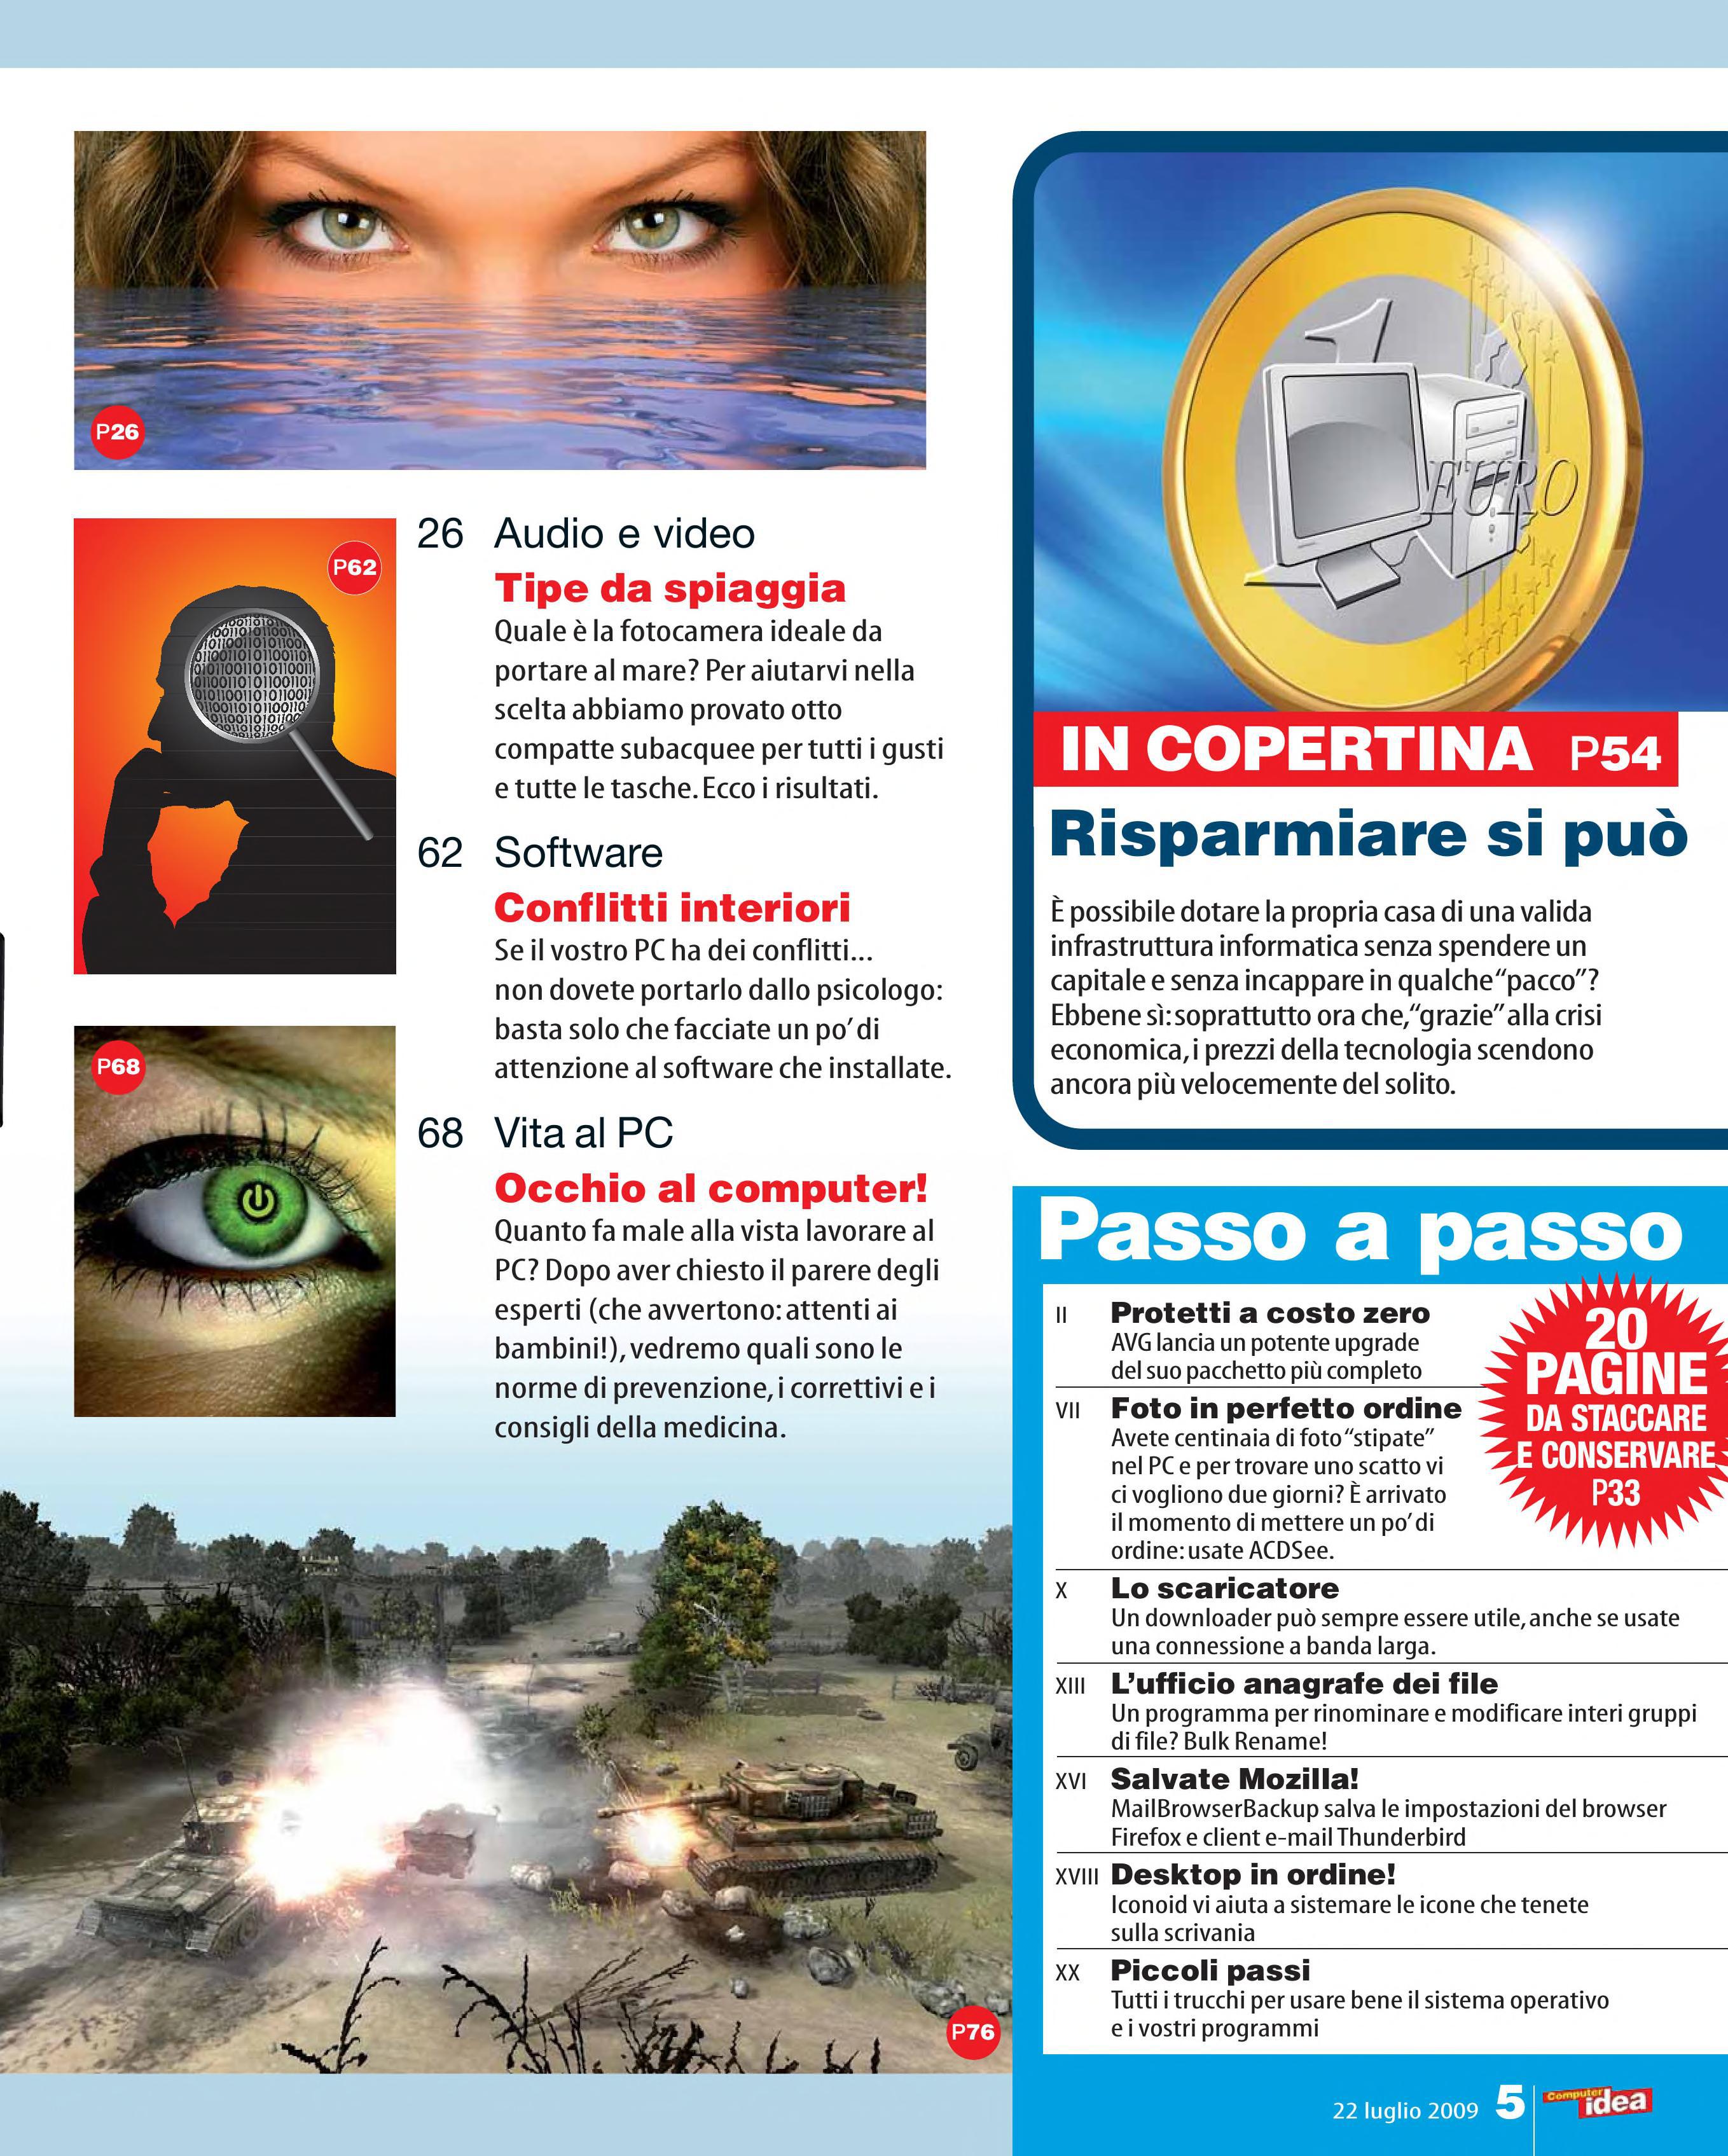 P26
P62
26 Audio e video
Tipe da spiaggia
Quale è la fotocamera ideale da
portare al mare? Per aiutarvi nella
scelta abbiamo provato otto
compatte subacquee per tutti i gusti
e tutte le tasche. Ecco i risultati.
62 Software
Conflitti interiori
Se il vostro PC ha dei conflitti...
non dovete portarlo dallo psicologo:
basta solo che facciate un po’ di
attenzione al software che installate.
P68
68 Vita al PC
Occhio al computer!
Quanto fa male alla vista lavorare al
PC? Dopo aver chiesto il parere degli
esperti (che avvertono: attenti ai
bambini!), vedremo quali sono le
norme di prevenzione, i correttivi e i
consigli della medicina.
P76
1
EURO
IN COPERTINA P54
Risparmiare si può
È possibile dotare la propria casa di una valida
infrastruttura informatica senza spendere un
capitale e senza incappare in qualche “pacco”?
Ebbene sì: soprattutto ora che, “grazie” alla crisi
economica, i prezzi della tecnologia scendono
ancora più velocemente del solito.
Passo a passo
20
PAGINE
DA STACCARE
E CONSERVARE
P33
II Protetti a costo zero
AVG lancia un potente upgrade
del suo pacchetto più completo
VII Foto in perfetto ordine
Avete centinaia di foto “stipate”
nel PC e per trovare uno scatto vi
ci vogliono due giorni? È arrivato
il momento di mettere un po’ di
ordine: usate ACDSee.
X Lo scaricatore
Un downloader può sempre essere utile, anche se usate
una connessione a banda larga.
XIII L’ufficio anagrafe dei file
Un programma per rinominare e modificare interi gruppi
di file? Bulk Rename!
XVI Salvate Mozilla!
MailBrowserBackup salva le impostazioni del browser
Firefox e client e-mail Thunderbird
XVIII Desktop in ordine!
Iconoid vi aiuta a sistemare le icone che tenete
sulla scrivania
XX Piccoli passi
Tutti i trucchi per usare bene il sistema operativo
e i vostri programmi
22 luglio 2009 5 Computer idea